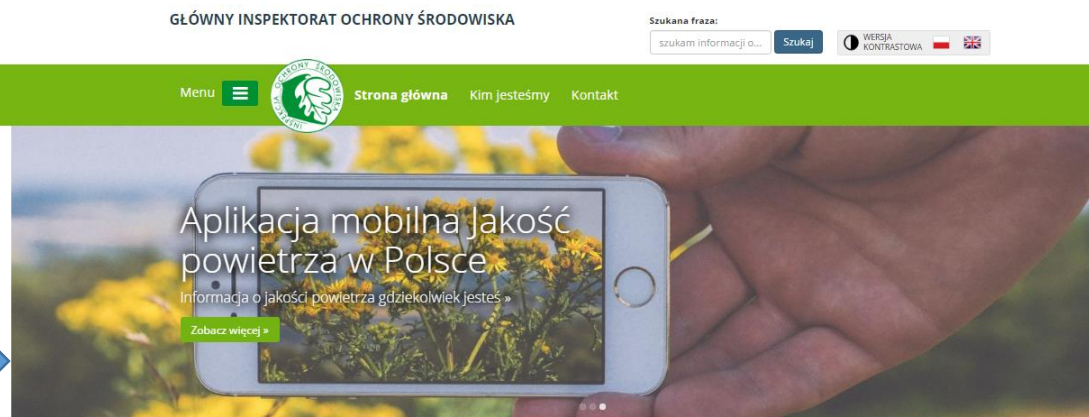 GŁÓWNY INSPEKTORAT OCHRONY ŚRODOWISKA
Szukana fraza:
szukam informacji o...
Szukaj
WERSJA
KONTRASTOWA
Menu
INSPEKCJA OCHRONY ŚRODOWISKA
Strona główna
Kim jesteśmy
Kontakt
Aplikacja mobilna Jakość
powietrza w Polsce
Informacja o jakości powietrza gdziekolwiek jesteś »
Zobacz więcej »